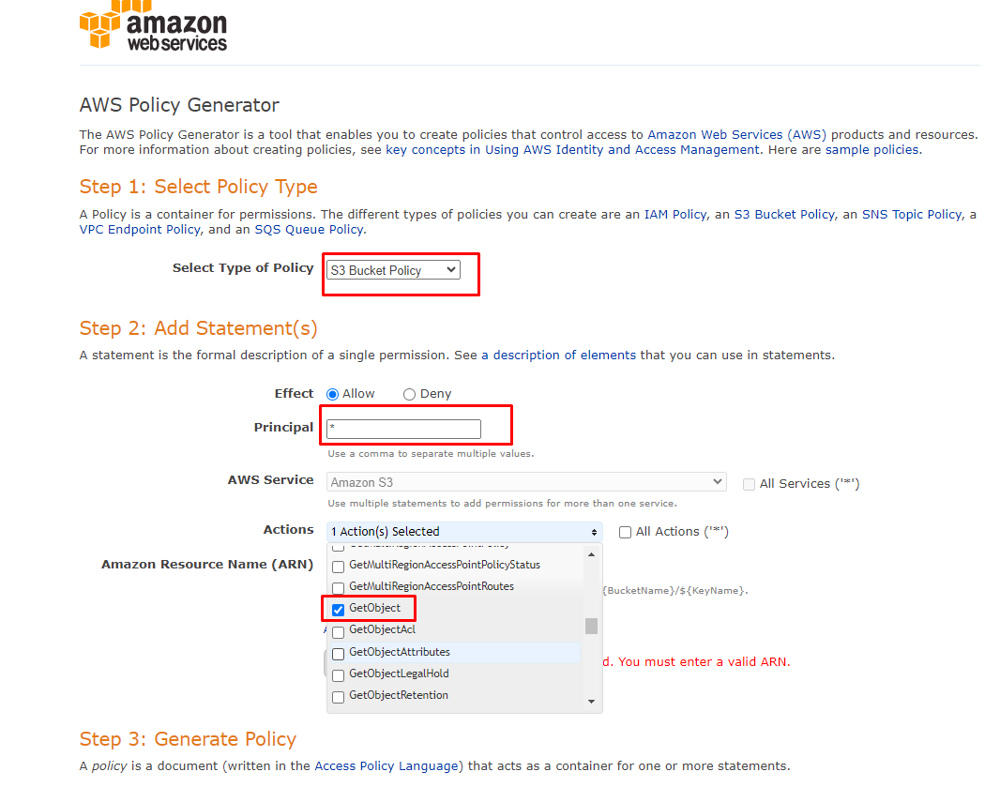 amazon
web services
AWS Policy Generator
The AWS Policy Generator is a tool that enables you to create policies that control access to Amazon Web Services (AWS) products and resources.
For more information about creating policies, see key concepts in Using AWS Identity and Access Management. Here are sample policies.
Step 1: Select Policy Type
A Policy is a container for permissions. The different types of policies you can create are an IAM Policy, an S3 Bucket Policy, an SNS Topic Policy, a
VPC Endpoint Policy, and an SQS Queue Policy.
Select Type of Policy S3 Bucket Policy
Step 2: Add Statement(s)
A statement is the formal description of a single permission. See a description of elements that you can use in statements.
Effect Allow Deny
Principal *
Use a comma to separate multiple values.
AWS Service Amazon S3 All Services ('*')
Use multiple statements to add permissions for more than one service.
Actions 1 Action(s) Selected All Actions ('*')
GetMultiRegionAccessPointPolicy
Amazon Resource Name (ARN) GetMultiRegionAccessPointPolicyStatus
GetMultiRegionAccessPointRoutes {BucketName}/${KeyName}.
GetObject
GetObjectAcl
GetObjectAttributes
d. You must enter a valid ARN.
GetObjectLegalHold
GetObjectRetention
Step 3: Generate Policy
A policy is a document (written in the Access Policy Language) that acts as a container for one or more statements.